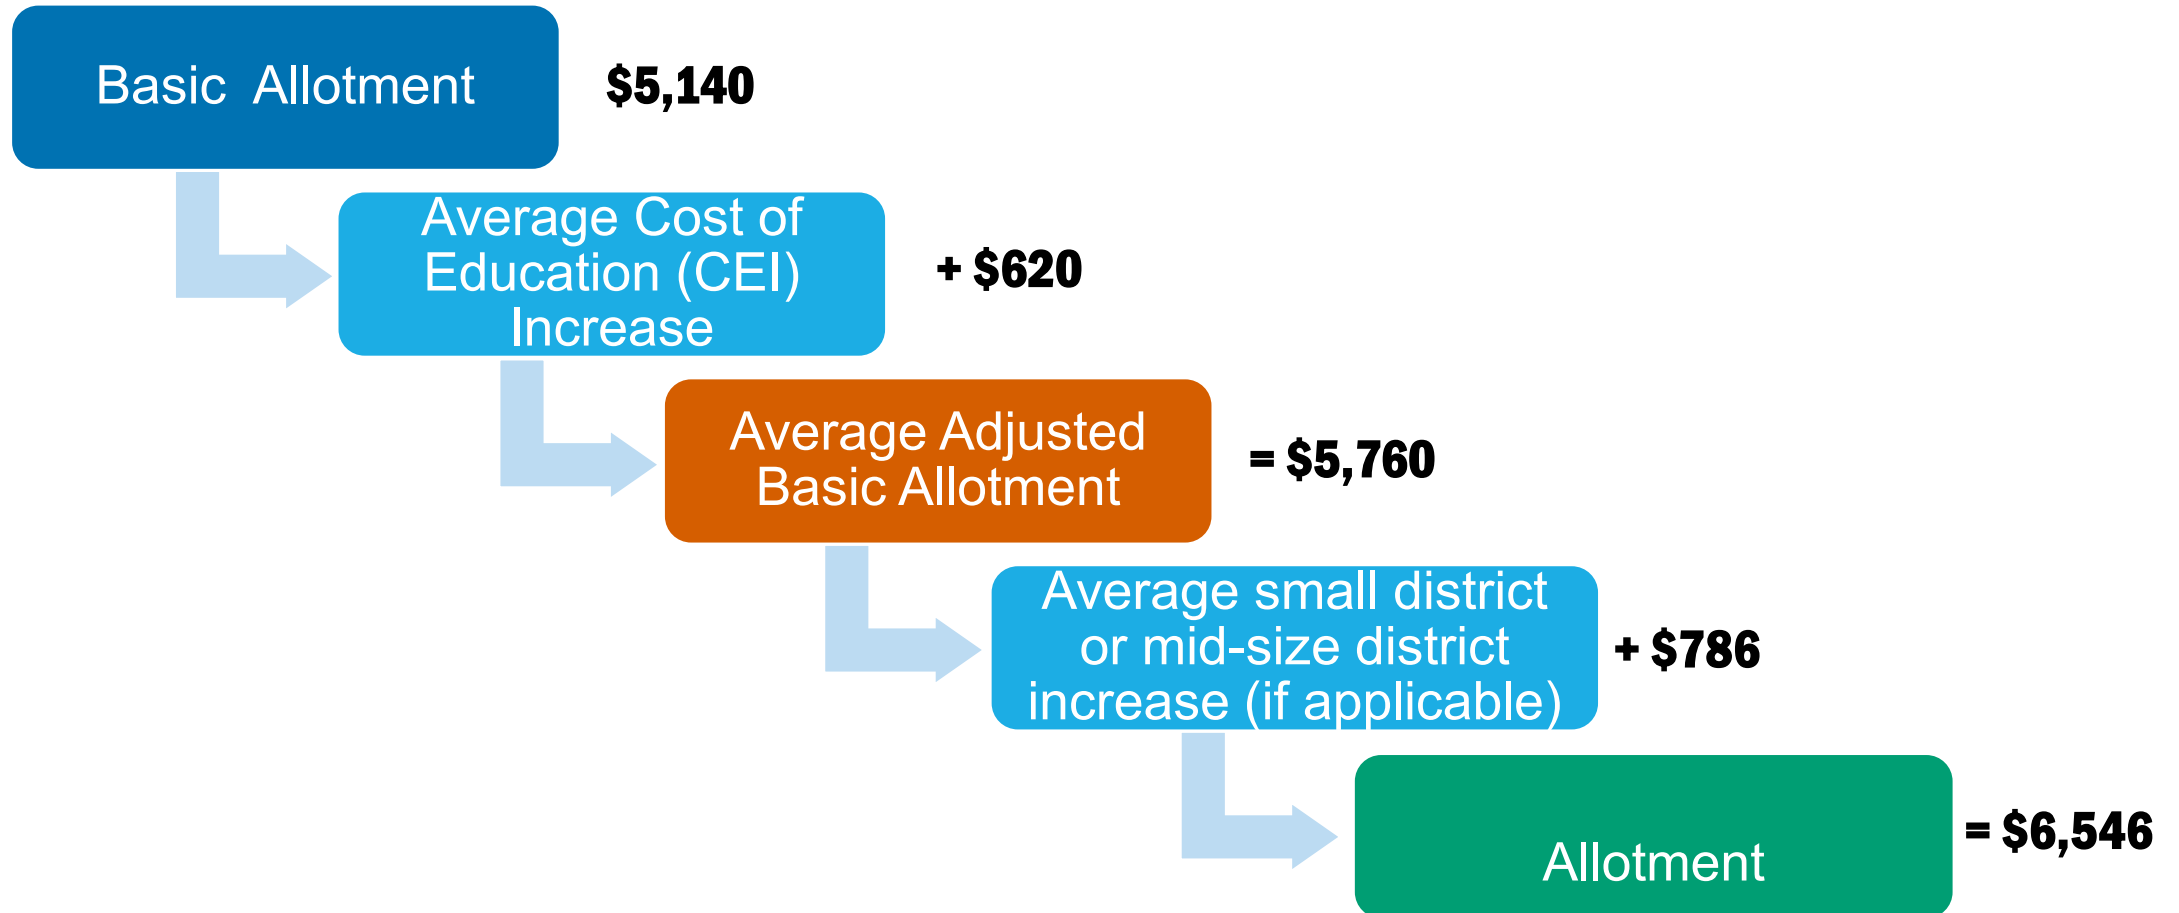 Basic  Allotment
$5,140
Average Cost of
Education (CEI)
Increase
+ $620
Average Adjusted
Basic Allotment
= $5,760
Average small district
or mid-size district
increase (if applicable)
+ $786
Allotment
= $6,546